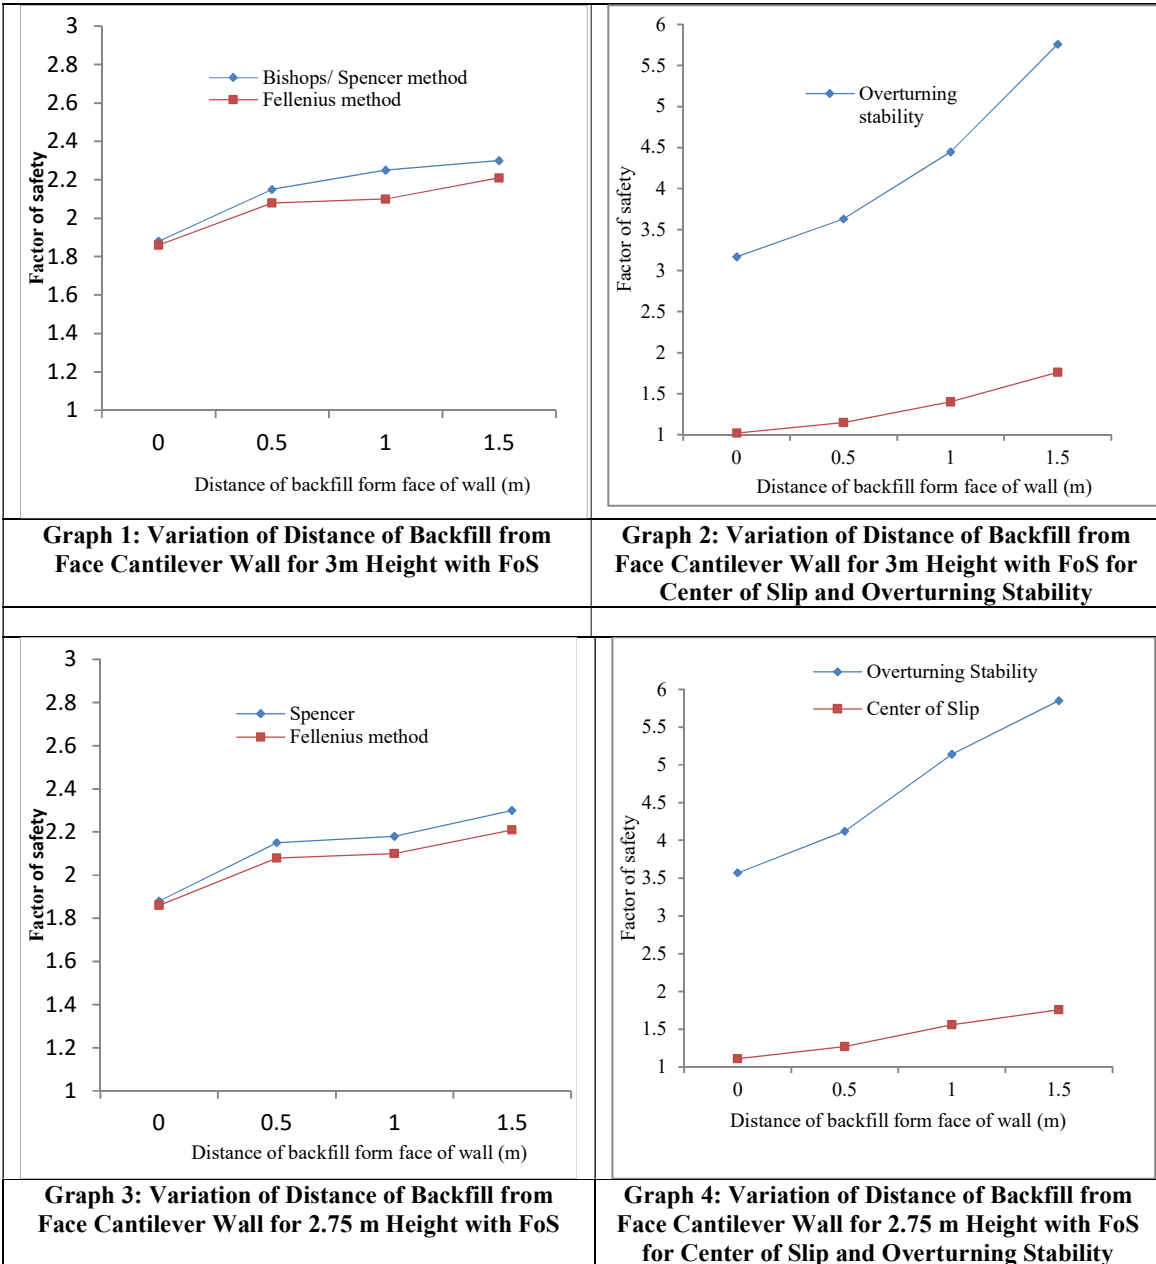 3
2.8
2.6
2.4
2.2
2
1.8
1.6
1.4
1.2
1
Factor of safety
Bishops/ Spencer method
Fellenius method
0 0.5 1 1.5
Distance of backfill form face of wall (m)
6
5.5
5
4.5
4
3.5
3
2.5
2
1.5
1
Factor of safety
Overturning
stability
0 0.5 1 1.5
Distance of backfill form face of wall (m)
Graph 1: Variation of Distance of Backfill from
Face Cantilever Wall for 3m Height with FoS
Graph 2: Variation of Distance of Backfill from
Face Cantilever Wall for 3m Height with FoS for
Center of Slip and Overturning Stability
3
2.8
2.6
2.4
2.2
2
1.8
1.6
1.4
1.2
1
Factor of safety
Spencer
Fellenius method
0 0.5 1 1.5
Distance of backfill form face of wall (m)
Overturning Stability
Center of Slip
6
5.5
5
4.5
4
3.5
3
2.5
2
1.5
1
Factor of safety
0 0.5 1 1.5
Distance of backfill form face of wall (m)
Graph 3: Variation of Distance of Backfill from
Face Cantilever Wall for 2.75 m Height with FoS
Graph 4: Variation of Distance of Backfill from
Face Cantilever Wall for 2.75 m Height with FoS
for Center of Slip and Overturning Stability